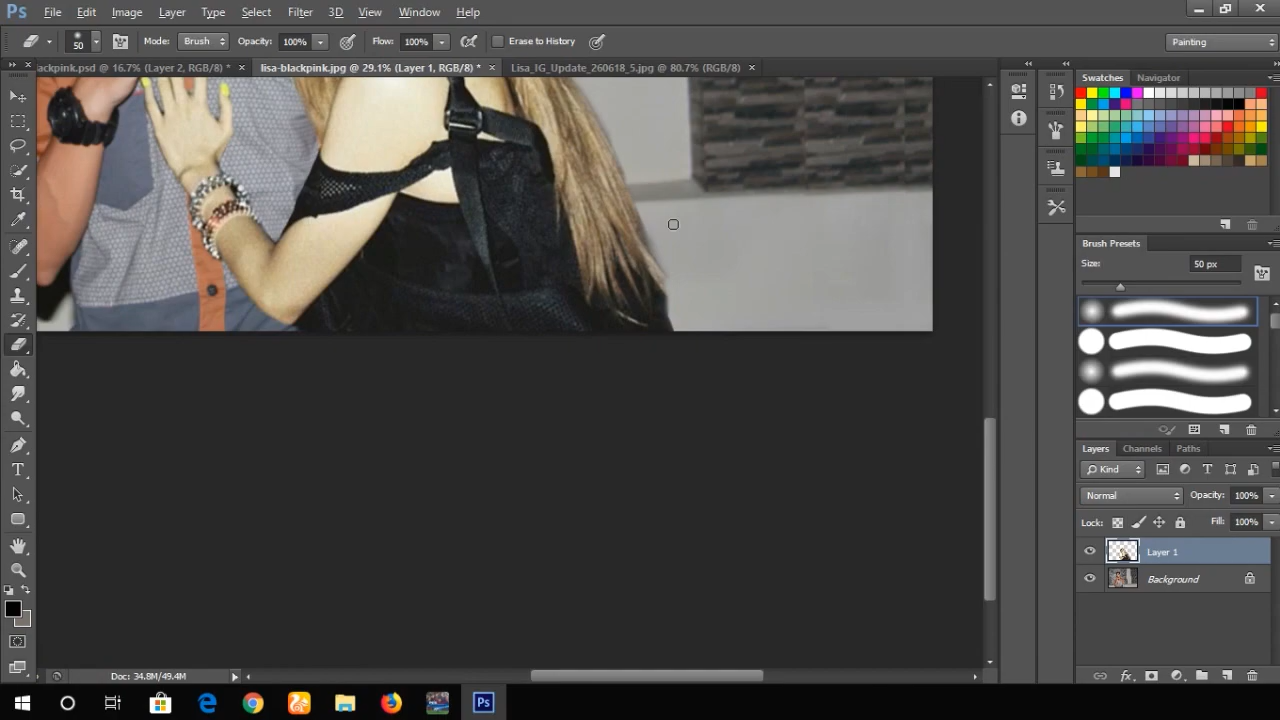 Ps File Edit Image Layer Type Select Filter 3D View Window Help
50 Mode: Brush Opacity: 100% Flow: 100% Erase to History Painting
ackpink.psd @ 16.7% (Layer 2, RGB/8) * × lisa-blackpink.jpg @ 29.1% (Layer 1, RGB/8) * × Lisa_IG_Update_260618_5.jpg @ 80.7% (RGB/8) ×
Swatches Navigator
Brush Presets
Size: 50 px
Layers Channels Paths
Kind
Normal Opacity: 100%
Lock: Fill: 100%
Layer 1
Background
Doc: 34.8M/49.4M
Ps